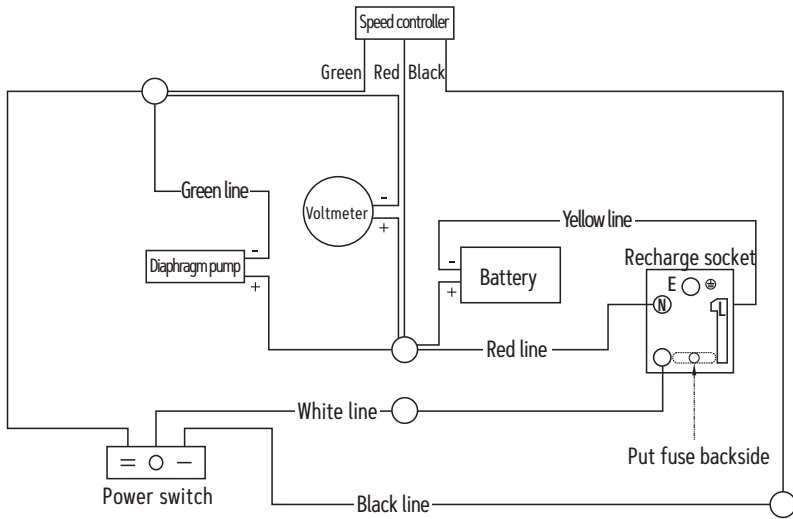 Speed controller
Green Red Black
Green line
-
Voltmeter
+
Yellow line
-
Diaphragm pump
+
-
Battery
+
Recharge socket
E
N
L
Red line
White line
Put fuse backside
Power switch
Black line